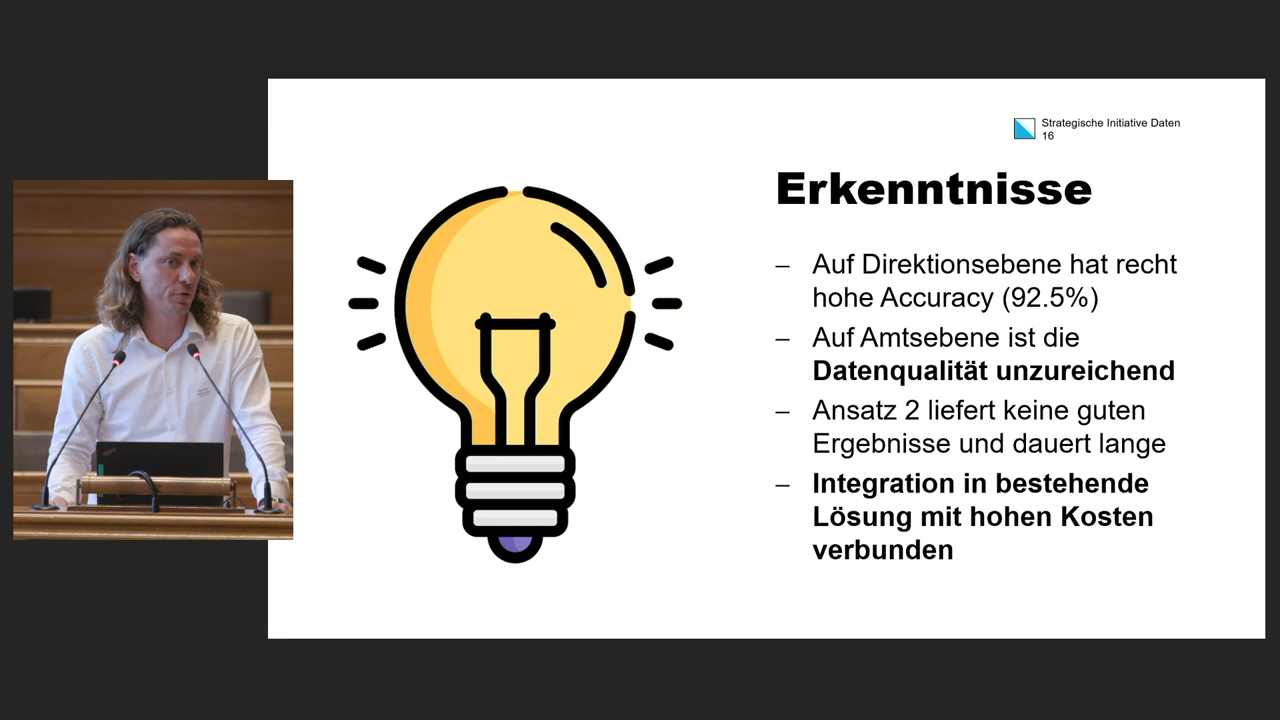 Strategische Initiative Daten
16
Erkenntnisse
– Auf Direktionsebene hat recht
hohe Accuracy (92.5%)
– Auf Amtsebene ist die
Datenqualität unzureichend
– Ansatz 2 liefert keine guten
Ergebnisse und dauert lange
– Integration in bestehende
Lösung mit hohen Kosten
verbunden